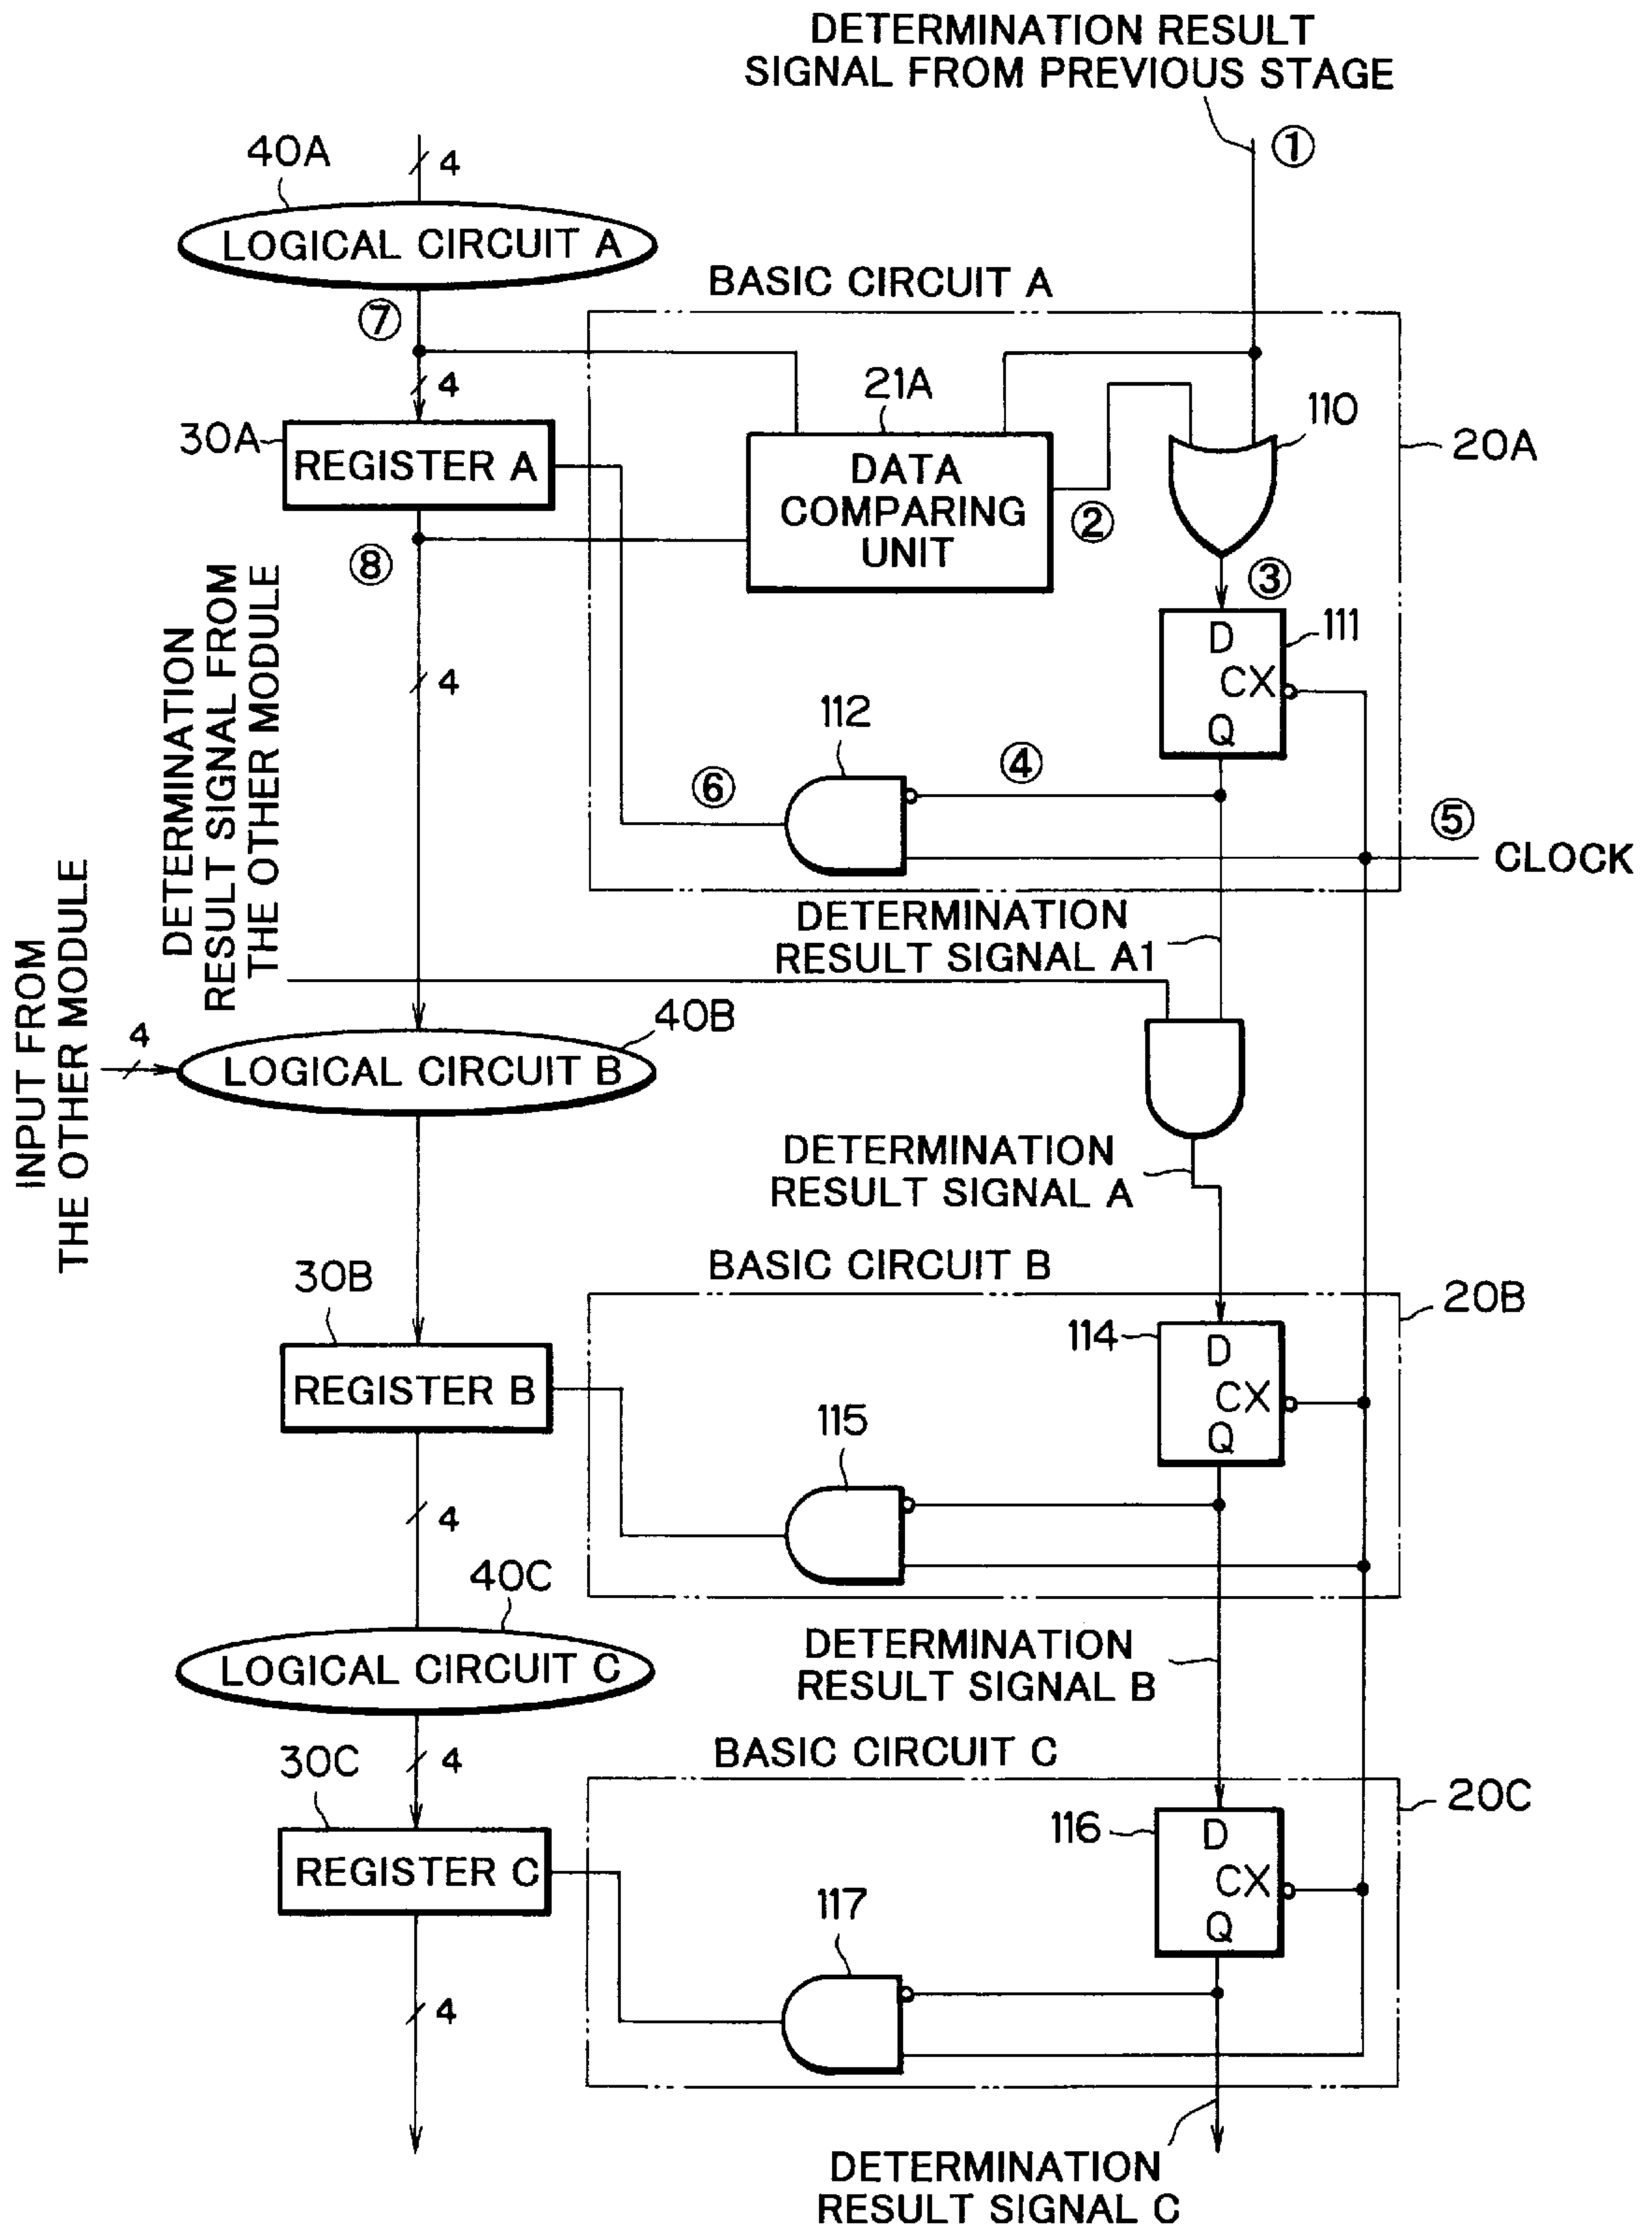 DETERMINATION RESULT
SIGNAL FROM PREVIOUS STAGE
①
40A
4
LOGICAL CIRCUIT A
BASIC CIRCUIT A
⑦
4
21A
110
20A
30A
REGISTER A
DATA
COMPARING
UNIT
②
⑧
③
D
CX
Q
111
4
DETERMINATION
RESULT SIGNAL FROM
THE OTHER MODULE
112
④
⑥
⑤
CLOCK
DETERMINATION
RESULT SIGNAL A1
INPUT FROM
THE OTHER MODULE
4
40B
LOGICAL CIRCUIT B
DETERMINATION
RESULT SIGNAL A
BASIC CIRCUIT B
30B
20B
114
D
CX
Q
REGISTER B
115
4
40C
LOGICAL CIRCUIT C
DETERMINATION
RESULT SIGNAL B
BASIC CIRCUIT C
30C
4
20C
116
D
CX
Q
REGISTER C
117
4
DETERMINATION
RESULT SIGNAL C